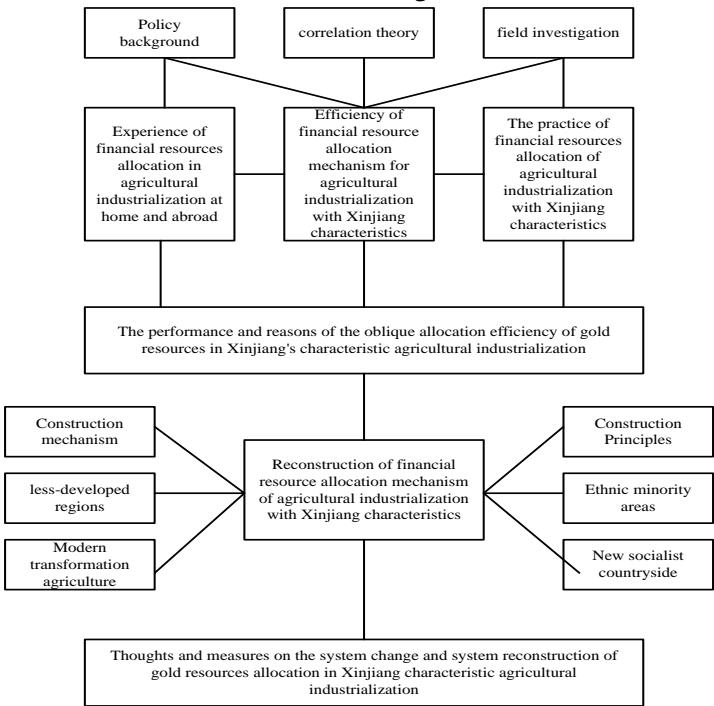 Policy
background
correlation theory
field investigation
Experience of
financial resources
allocation in
agricultural
industrialization at
home and abroad
Efficiency of
financial resource
allocation
mechanism for
agricultural
industrialization
with Xinjiang
characteristics
The practice of
financial resources
allocation of
agricultural
industrialization
with Xinjiang
characteristics
The performance and reasons of the oblique allocation efficiency of gold
resources in Xinjiang's characteristic agricultural industrialization
Construction
mechanism
less-developed
regions
Modern
transformation
agriculture
Reconstruction of financial
resource allocation mechanism
of agricultural industrialization
with Xinjiang characteristics
Construction
Principles
Ethnic minority
areas
New socialist
countryside
Thoughts and measures on the system change and system reconstruction of
gold resources allocation in Xinjiang characteristic agricultural
industrialization